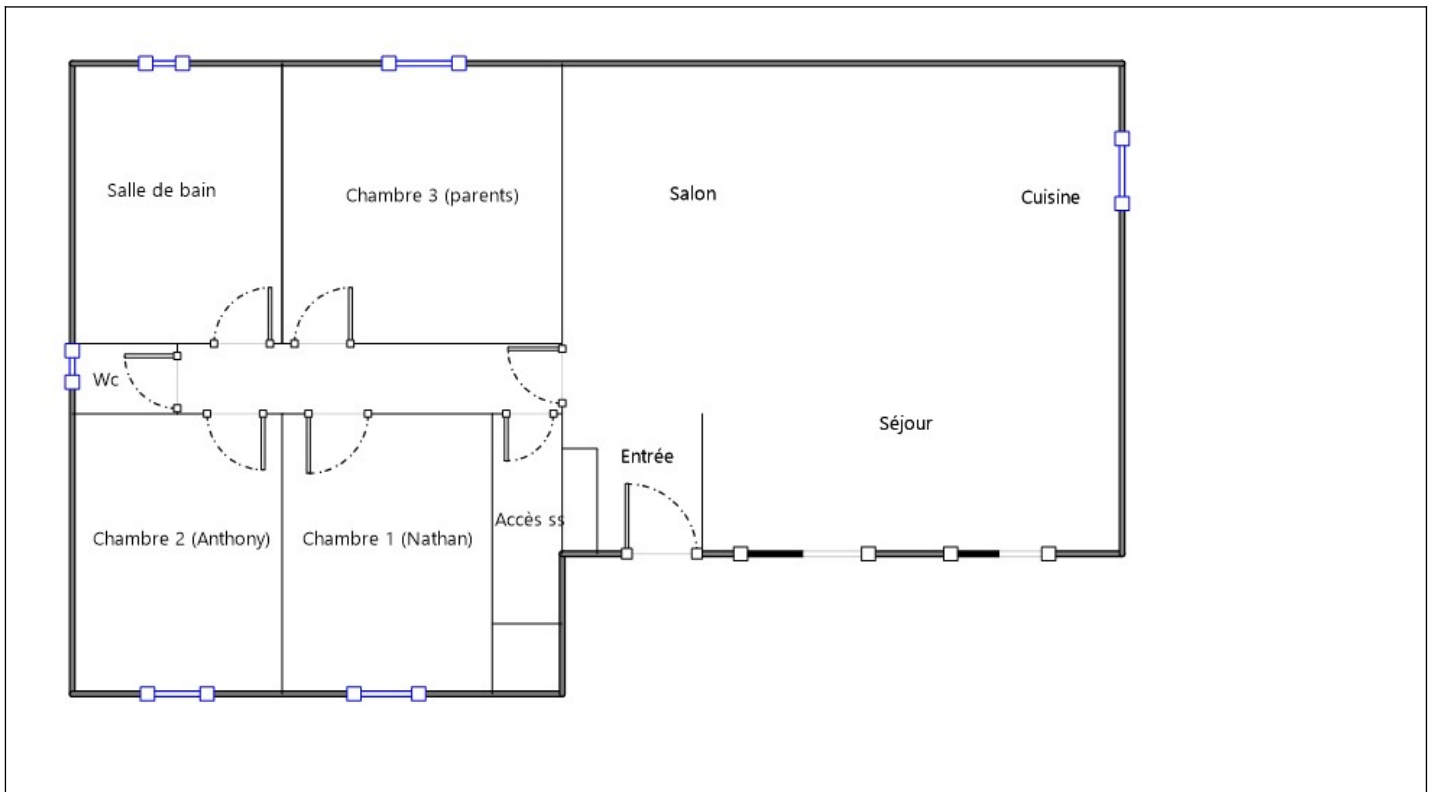 Salle de bain
Chambre 3 (parents)
Salon
Cuisine
Wc
Séjour
Entrée
Accès ss
Chambre 2 (Anthony)
Chambre 1 (Nathan)